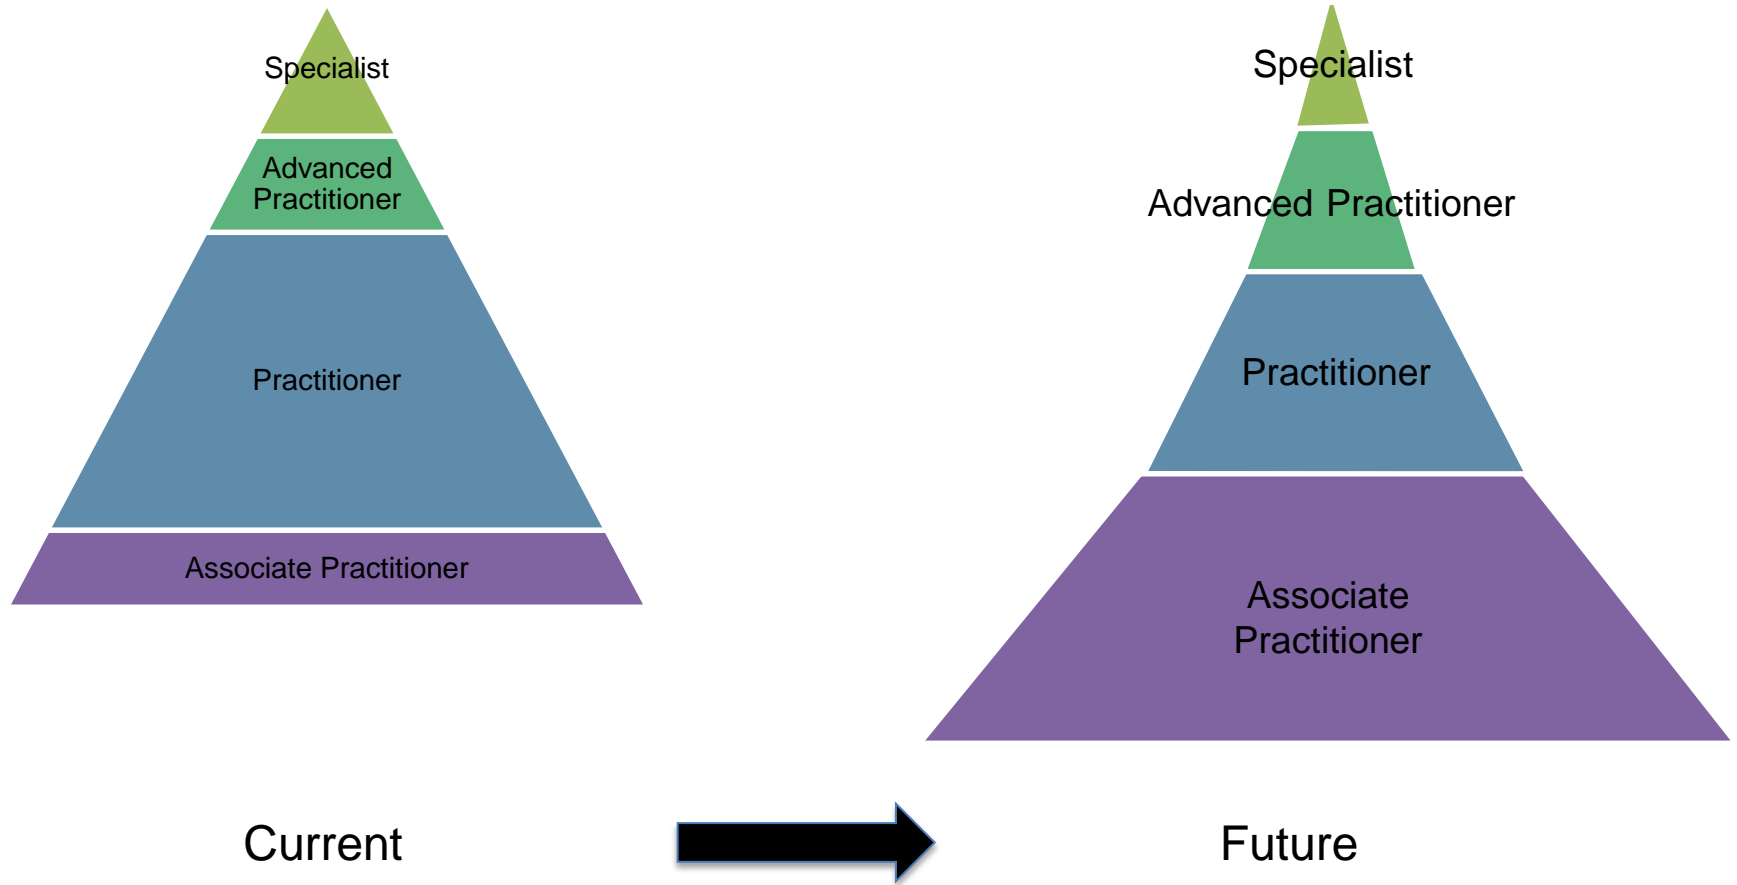 Specialist
Advanced
Practitioner
Practitioner
Associate Practitioner
Current
Specialist
Advanced Practitioner
Practitioner
Associate
Practitioner
Future